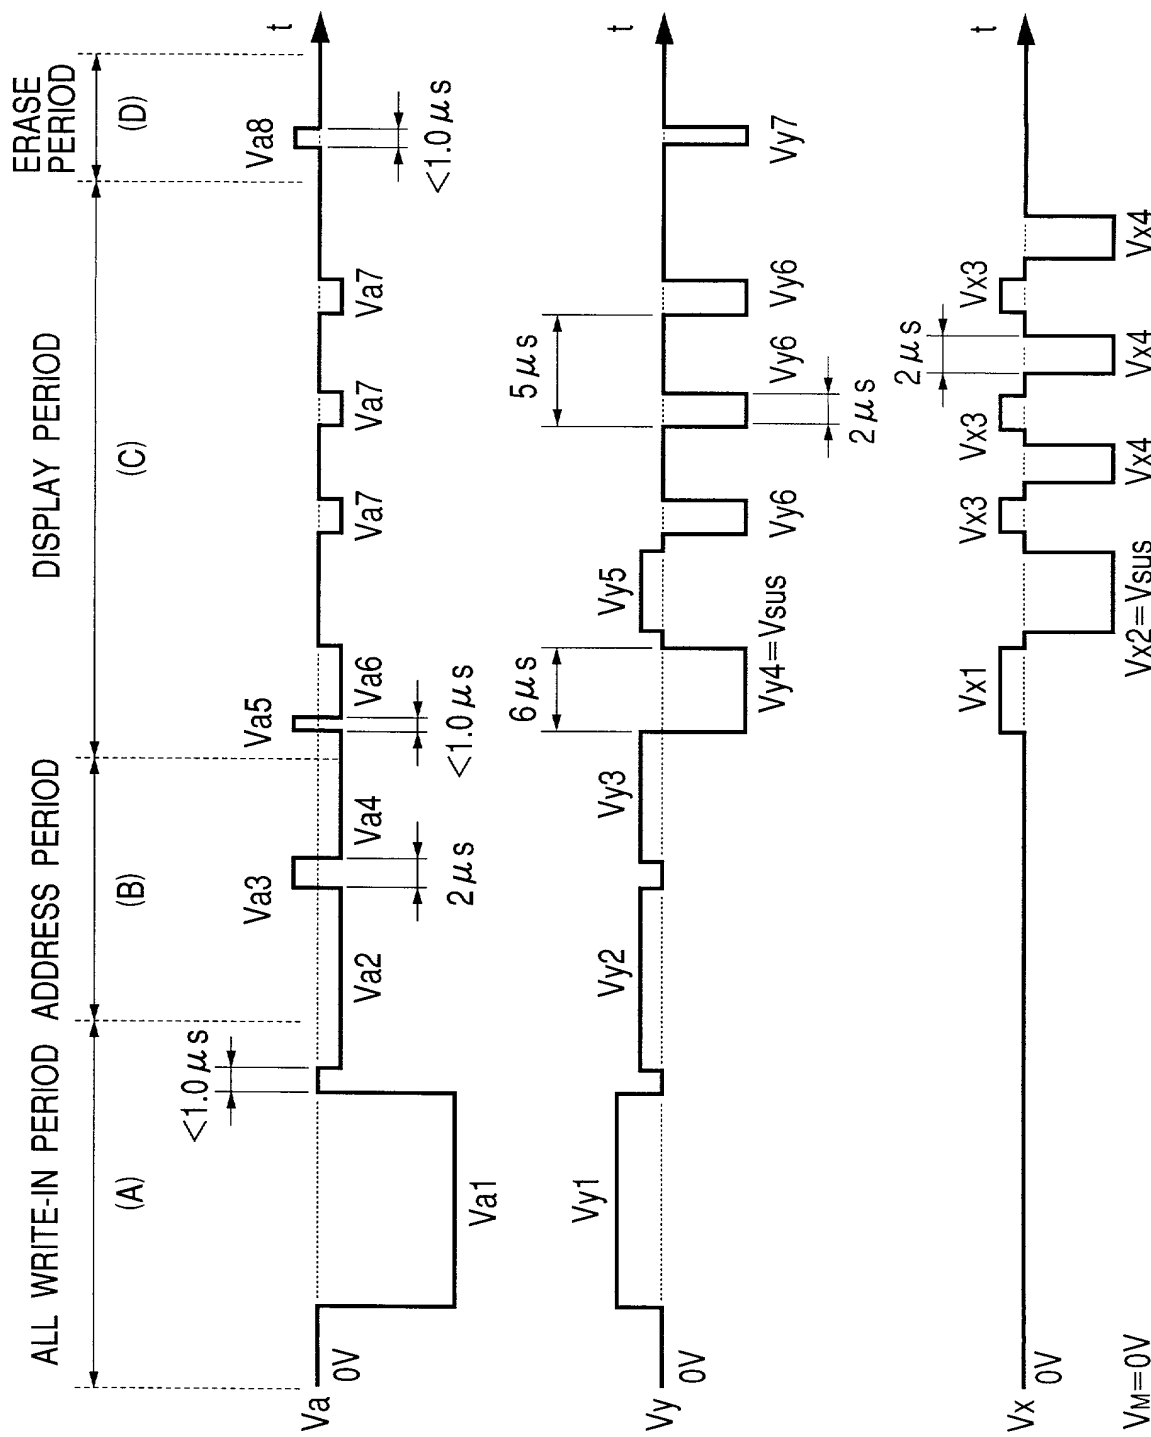 ALL WRITE-IN PERIOD
ADDRESS PERIOD
DISPLAY PERIOD
ERASE
PERIOD
(A)
(B)
(C)
(D)
Va
0V
Va1
<1.0μs
Va2
Va3
2μs
Va4
Va5
<1.0μs
Va6
Va7
Va7
Va7
Va8
<1.0μs
t
Vy
0V
Vy1
Vy2
Vy3
6μs
Vy4=Vsus
Vy5
Vy6
5μs
Vy6
2μs
Vy6
Vy7
t
Vx
0V
Vx1
Vx2=Vsus
Vx3
Vx4
Vx3
2μs
Vx4
Vx3
Vx4
t
VM=0V